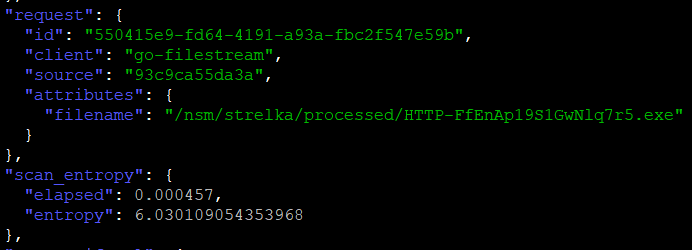 "request": {
"id": "550415e9-fd64-4191-a93a-fbc2f547e59b",
"client": "go-filestream",
"source": "93c9ca55da3a",
"attributes": {
"filename": "/nsm/strelka/processed/HTTP-FfEnAp19S1GwNlq7r5.exe"
}
},
"scan_entropy": {
"elapsed": 0.000457,
"entropy": 6.030109054353968
},